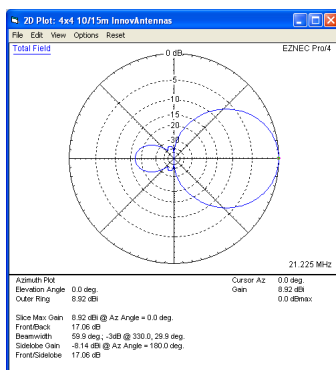 2D Plot: 4x4 10/15m InnovAntennas
File Edit View Options Reset
Total Field
EZNEC Pro/4
0 dB
-5
-10
-15
-20
-30
21.225 MHz
Azimuth Plot
Elevation Angle 0.0 deg.
Outer Ring 8.92 dBi
Cursor Az 0.0 deg.
Gain 8.92 dBi
0.0 dBmax
Slice Max Gain 8.92 dBi @ Az Angle = 0.0 deg.
Front/Back 17.06 dB
Beamwidth 59.9 deg.; -3dB @ 330.0, 29.9 deg.
Sidelobe Gain -8.14 dBi @ Az Angle = 180.0 deg.
Front/Sidelobe 17.06 dB